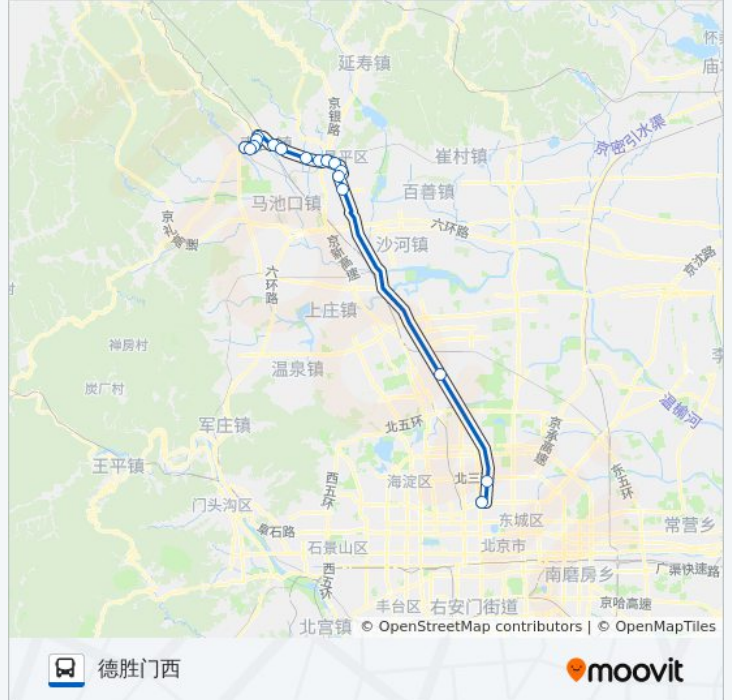 怀
延寿镇
庙
京银路
京密引水渠
崔村镇
百善镇
马池口镇
京礼高速
六环路
京新高速
沙河镇
京沈路
六环路
上庄镇
禅房村
李
温泉镇
炭厂村
温榆河
军庄镇
北五环
京承高速
王平镇
西五环
海淀区
北三
东五环
门头沟区
东城区
阜石路
常营乡
石景山区
北京市
西五环
南磨房乡
广渠快速路
丰台区
右安门街道
京哈高速
北宫镇
© OpenStreetMap contributors | © OpenMapTiles
德胜门西
moovit